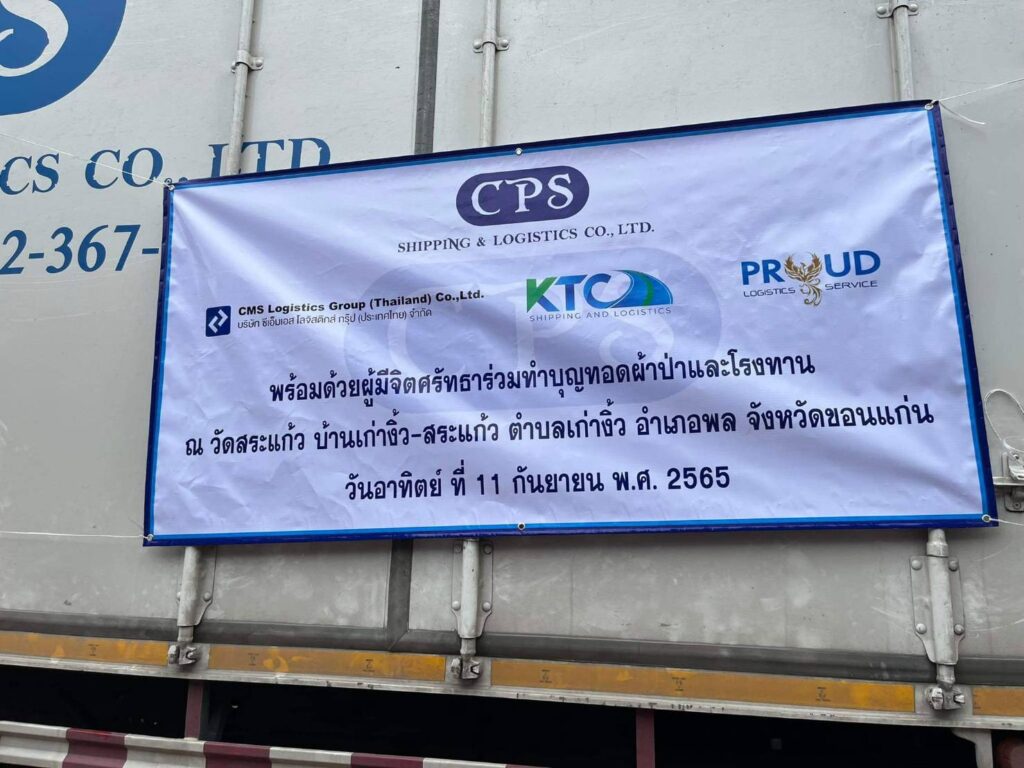 S
CS CO., LTD.
2-367-
CPS
SHIPPING & LOGISTICS CO., LTD.
CMS Logistics Group (Thailand) Co.,Ltd.
บริษัท ซีเอ็มเอส โลจิสติกส์ กรุ๊ป (ประเทศไทย) จำกัด
KTC
SHIPPING AND LOGISTICS
PROUD
LOGISTICS SERVICE
CPS
พร้อมด้วยผู้มีจิตศรัทธาร่วมทำบุญทอดผ้าป่าและโรงทาน
ณ วัดสระแก้ว บ้านเก่างิ้ว-สระแก้ว ตำบลเก่างิ้ว อำเภอพล จังหวัดขอนแก่น
วันอาทิตย์ ที่ 11 กันยายน พ.ศ. 2565